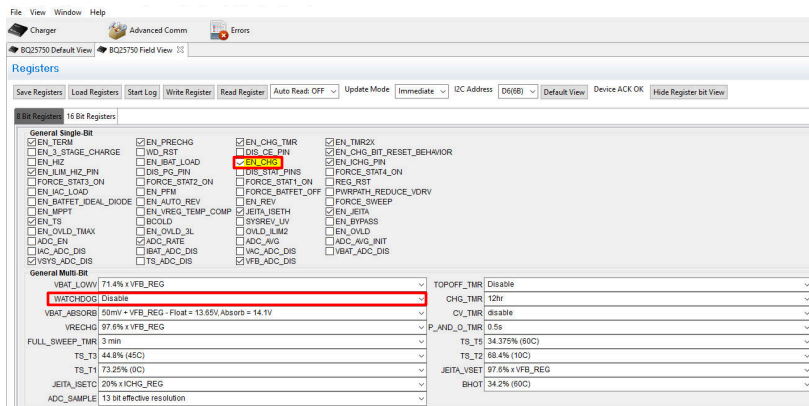 File View Window Help
Charger Advanced Comm Errors
BQ25750 Default View BQ25750 Field View
Registers
Save Registers Load Registers Start Log Write Register Read Register Auto Read: OFF Update Mode Immediate I2C Address D6(6B) Default View Device ACK OK Hide Register bit View
8 Bit Registers 16 Bit Registers
General Single-Bit
EN_TERM EN_PRECHG EN_CHG_TMR EN_TMR2X
EN_3_STAGE_CHARGE WD_RST DIS_CE_PIN EN_CHG_BIT_RESET_BEHAVIOR
EN_HIZ EN_IBAT_LOAD EN_CHG EN_ICHG_PIN
EN_ILIM_HIZ_PIN DIS_PG_PIN DIS_STAT_PINS FORCE_STAT4_ON
FORCE_STAT3_ON FORCE_STAT2_ON FORCE_STAT1_ON REG_RST
EN_IAC_LOAD EN_PFM FORCE_BATFET_OFF PWRPATH_REDUCE_VDRV
EN_BATFET_IDEAL_DIODE EN_AUTO_REV EN_REV FORCE_SWEEP
EN_MPPT EN_VREG_TEMP_COMP JEITA_ISETH EN_JEITA
EN_TS BCOLD SYSREV_UV EN_BYPASS
EN_OVLD_TMAX EN_OVLD_3L OVLD_ILIM2 EN_OVLD
ADC_EN ADC_RATE ADC_AVG ADC_AVG_INIT
IAC_ADC_DIS IBAT_ADC_DIS VAC_ADC_DIS VBAT_ADC_DIS
VSYS_ADC_DIS TS_ADC_DIS VFB_ADC_DIS
General Multi-Bit
VBAT_LOWV 71.4% x VFB_REG TOPOFF_TMR Disable
WATCHDOG Disable CHG_TMR 12hr
VBAT_ABSORB 50mV + VFB_REG - Float = 13.65V, Absorb = 14.1V CV_TMR disable
VRECHG 97.6% x VFB_REG P_AND_O_TMR 0.5s
FULL_SWEEP_TMR 3 min TS_T5 34.375% (60C)
TS_T3 44.8% (45C) TS_T2 68.4% (10C)
TS_T1 73.25% (0C) JEITA_VSET 97.6% x VFB_REG
JEITA_ISETC 20% x ICHG_REG BHOT 34.2% (60C)
ADC_SAMPLE 13 bit effective resolution